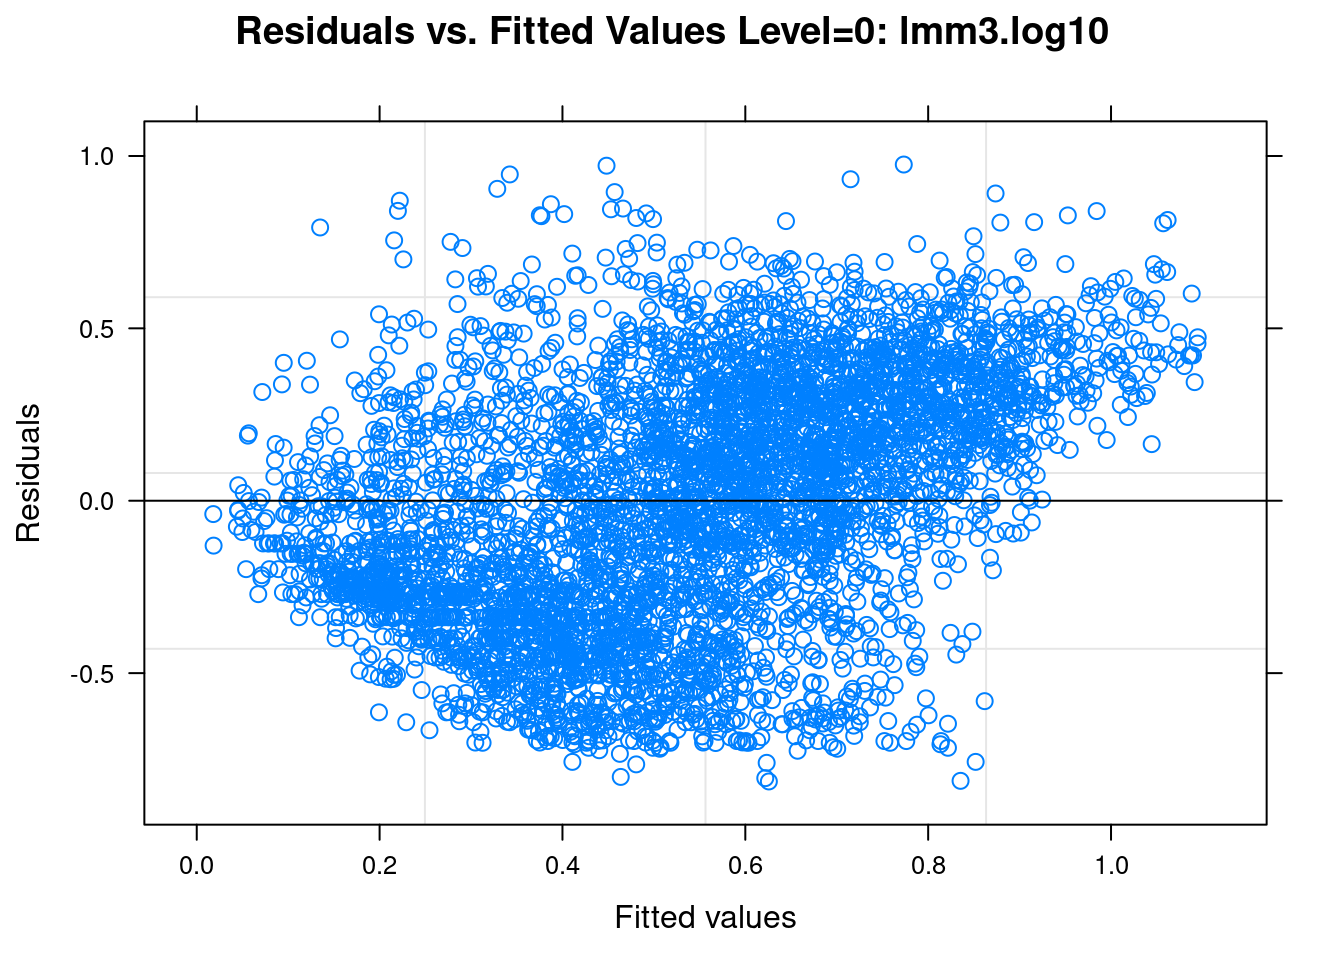 Residuals vs. Fitted Values Level=0: lmm3.log10
1.0
0.5
0.0
-0.5
Residuals
0.0 0.2 0.4 0.6 0.8 1.0
Fitted values